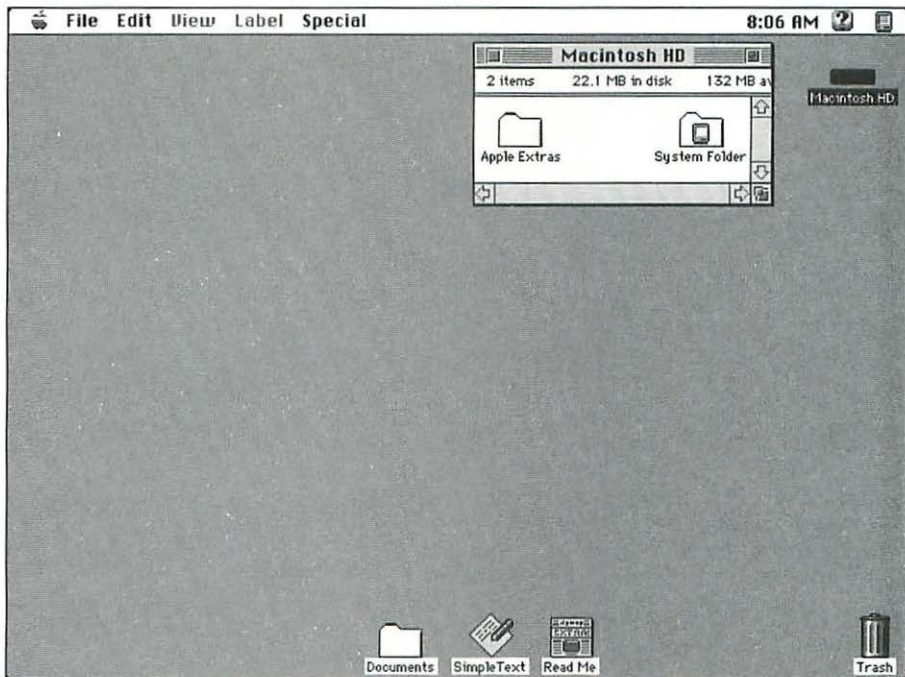 File Edit View Label Special 8:06 AM
Macintosh HD
2 items 22.1 MB in disk 132 MB av
Macintosh HD
Apple Extras System Folder
Documents SimpleText Read Me Trash